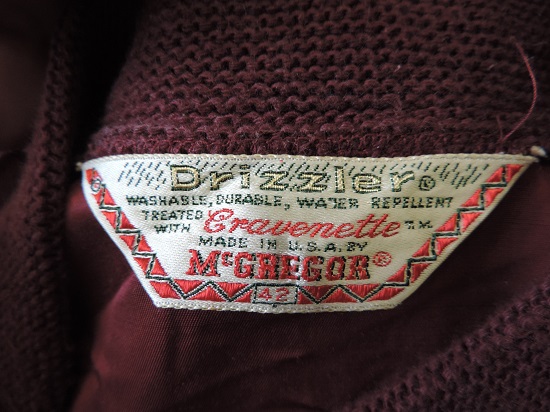 Drizzler®
WASHABLE, DURABLE, WATER REPELLENT
TREATED
WITH Cravenette T.M.
MADE IN U.S.A. BY
McGREGOR®
42